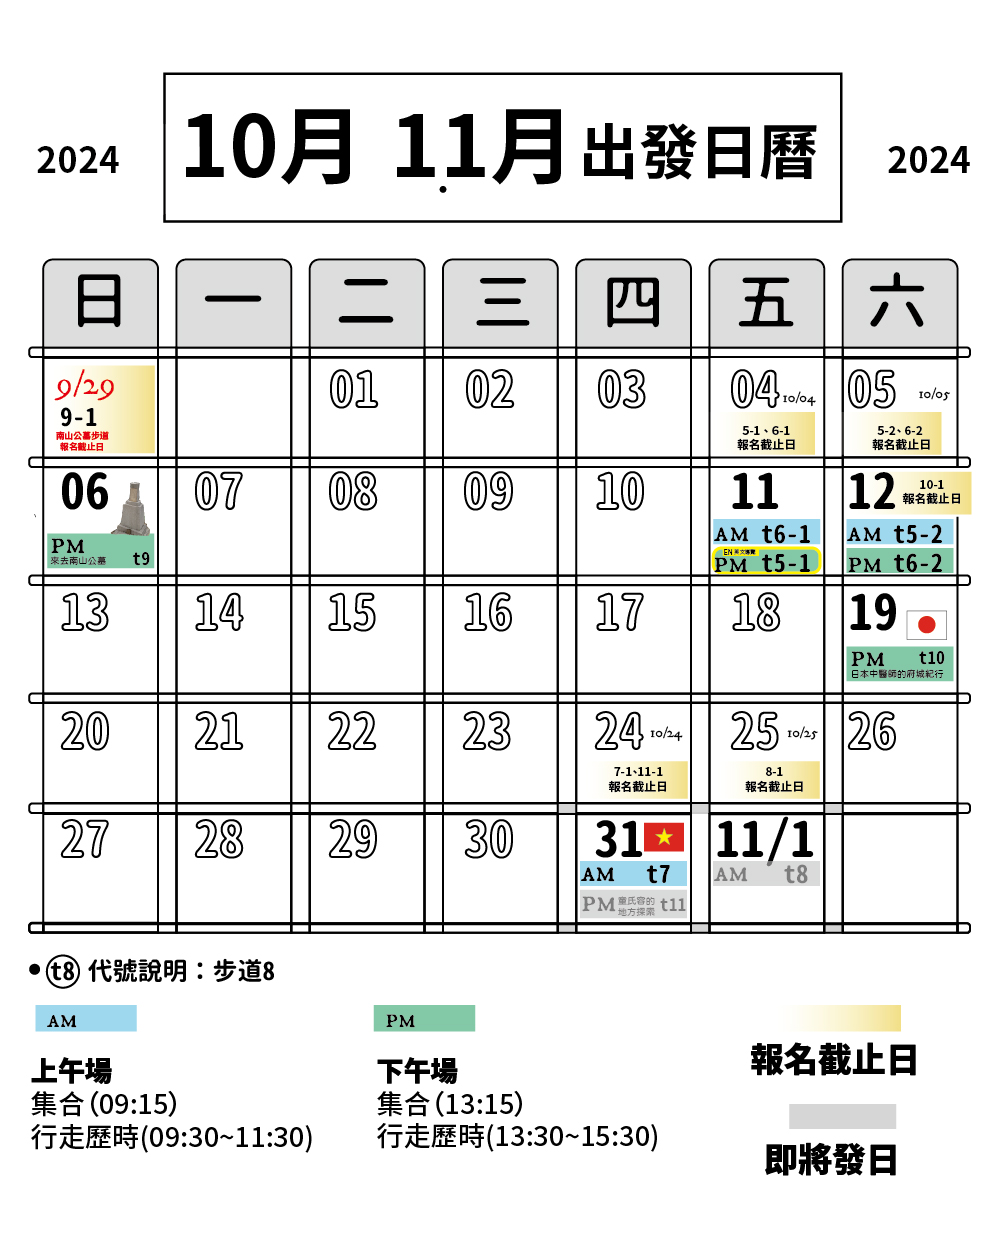 2024
10月 11月出發日曆
2024
日 一 二 三 四 五 六
9/29
9-1
南山公墓步道
報名截止日
01
02
03
04 10/04
5-1、6-1
報名截止日
05 10/05
5-2、6-2
報名截止日
06
PM
來去南山公墓 t9
07
08
09
10
11
AM t6-1
EN 英文導覽
PM t5-1
12
10-1
報名截止日
AM t5-2
PM t6-2
13
14
15
16
17
18
19
PM t10
日本中醫師的府城紀行
20
21
22
23
24 10/24
7-1、11-1
報名截止日
25 10/25
8-1
報名截止日
26
27
28
29
30
31
AM t7
PM 童氏容的
地方探索 t11
11/1
AM t8
•t8 代號說明：步道8
AM
上午場
集合(09:15)
行走歷時(09:30~11:30)
PM
下午場
集合(13:15)
行走歷時(13:30~15:30)
報名截止日
即將發日